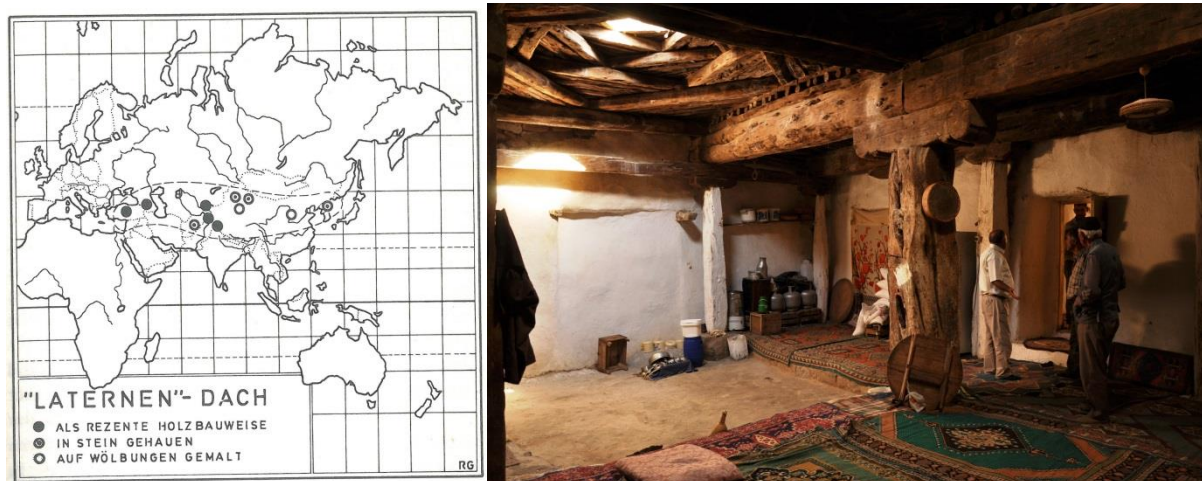 "LATERNEN"- DACH
ALS REZENTE HOLZBAUWEISE
IN STEIN GEHAUEN
AUF WÖLBUNGEN GEMALT
RG